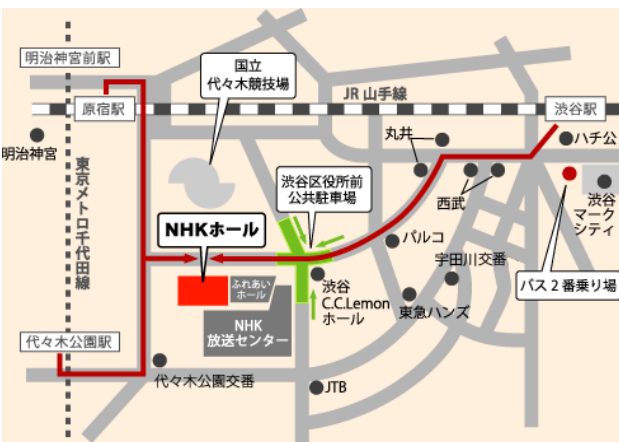 明治神宮前駅
国立
代々木競技場
JR 山手線
原宿駅
渋谷駅
明治神宮
丸井
ハチ公
東京メトロ千代田線
渋谷区役所前
公共駐車場
西武
渋谷
マーク
シティ
NHKホール
パルコ
宇田川交番
バス2番乗り場
ふれあい
ホール
渋谷
C.C.Lemon
ホール
東急ハンズ
NHK
放送センター
代々木公園駅
代々木公園交番
JTB